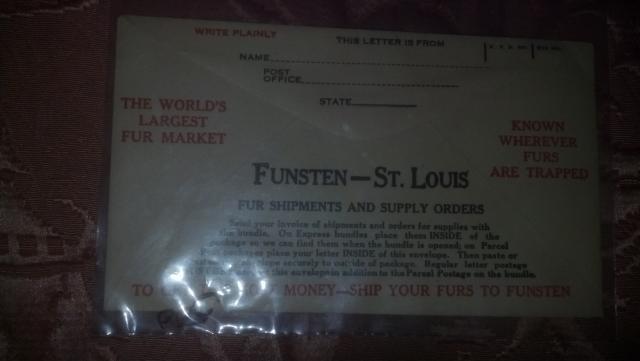 WRITE PLAINLY
THIS LETTER IS FROM
NAME
R. F. D. NO. BOX NO.
POST
OFFICE
STATE
THE WORLD'S
LARGEST
FUR MARKET
KNOWN
WHEREVER
FURS
ARE TRAPPED
FUNSTEN—ST. LOUIS
FUR SHIPMENTS AND SUPPLY ORDERS
Send your invoice of shipments and orders for supplies with
the bundle. On Express bundles place them INSIDE of the
package so we can find them when the bundle is opened; on Parcel
Post packages place your letter INSIDE of this envelope. Then paste or
securely to outside of package. Regular letter postage
this envelope in addition to the Parcel Postage on the bundle.
TO MONEY—SHIP YOUR FURS TO FUNSTEN